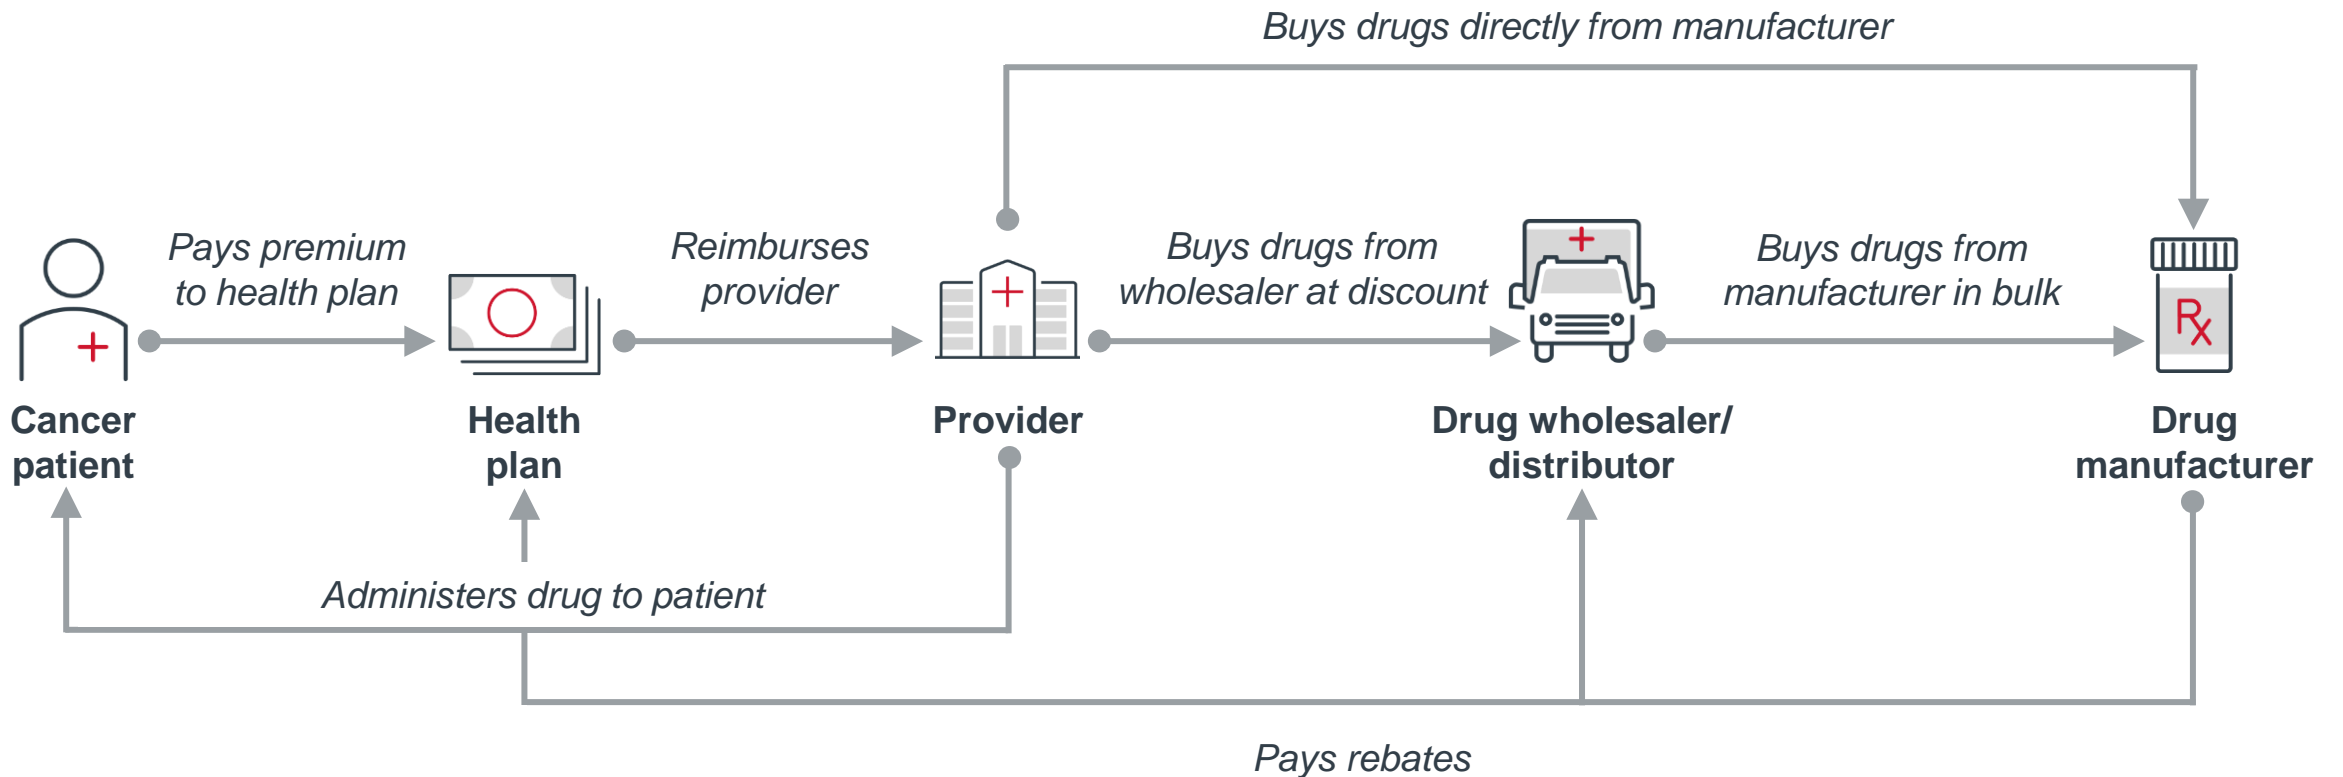 Buys drugs directly from manufacturer
Pays premium
to health plan
Reimburses
provider
Buys drugs from
wholesaler at discount
Buys drugs from
manufacturer in bulk
Rx
Cancer
patient
Health
plan
Provider
Drug wholesaler/
distributor
Drug
manufacturer
Administers drug to patient
Pays rebates